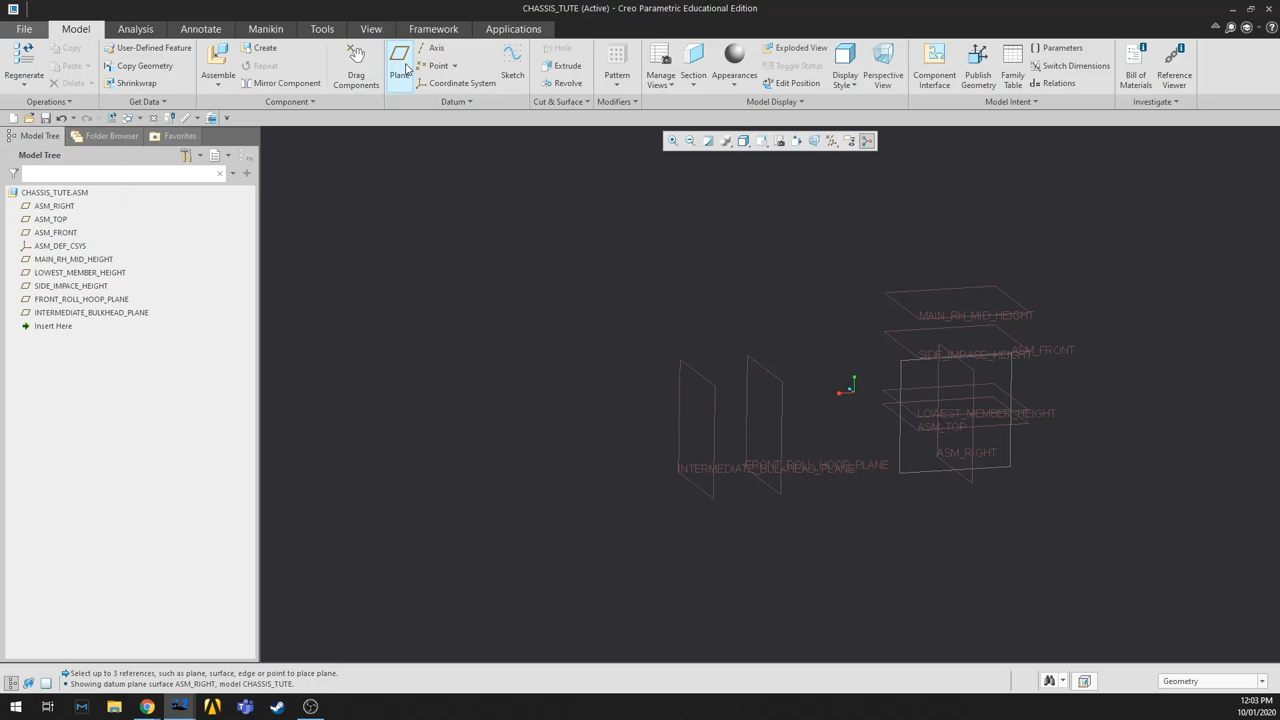 CHASSIS_TUTE (Active) - Creo Parametric Educational Edition
File Model Analysis Annotate Manikin Tools View Framework Applications
Regenerate
Copy
Paste
Delete
Operations
User-Defined Feature
Copy Geometry
Shrinkwrap
Get Data
Assemble
Create
Repeat
Mirror Component
Drag Components
Component
Plane
Axis
Point
Coordinate System
Sketch
Datum
Hole
Extrude
Revolve
Cut & Surface
Pattern
Modifiers
Manage Views
Section
Appearances
Exploded View
Toggle Status
Edit Position
Display Style
Perspective View
Model Display
Component Interface
Publish Geometry
Family Table
Parameters
Switch Dimensions
Relations
Model Intent
Bill of Materials
Reference Viewer
Investigate
Model Tree Folder Browser Favorites
Model Tree
CHASSIS_TUTE.ASM
ASM_RIGHT
ASM_TOP
ASM_FRONT
ASM_DEF_CSYS
MAIN_RH_MID_HEIGHT
LOWEST_MEMBER_HEIGHT
SIDE_IMPACE_HEIGHT
FRONT_ROLL_HOOP_PLANE
INTERMEDIATE_BULKHEAD_PLANE
Insert Here
MAIN_RH_MID_HEIGHT
SIDE_IMPACE_HEIGHT
ASM_FRONT
LOWEST_MEMBER_HEIGHT
ASM_TOP
ASM_RIGHT
FRONT_ROLL_HOOP_PLANE
INTERMEDIATE_BULKHEAD_PLANE
Select up to 3 references, such as plane, surface, edge or point to place plane.
Showing datum plane surface ASM_RIGHT, model CHASSIS_TUTE.
Geometry
12:03 PM
10/01/2020